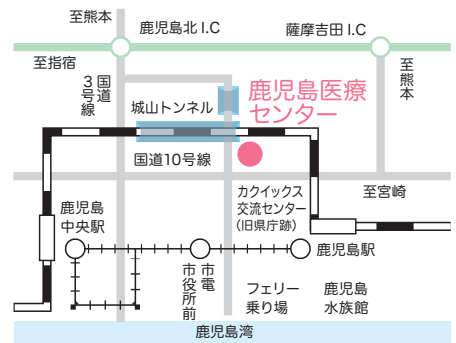 至熊本
鹿児島北 I.C
薩摩吉田 I.C
至指宿
国道
3号線
至熊本
城山トンネル
鹿児島医療
センター
国道10号線
至宮崎
カクイックス
交流センター
(旧県庁跡)
鹿児島
中央駅
鹿児島駅
市電
市役所前
フェリー
乗り場
鹿児島
水族館
鹿児島湾